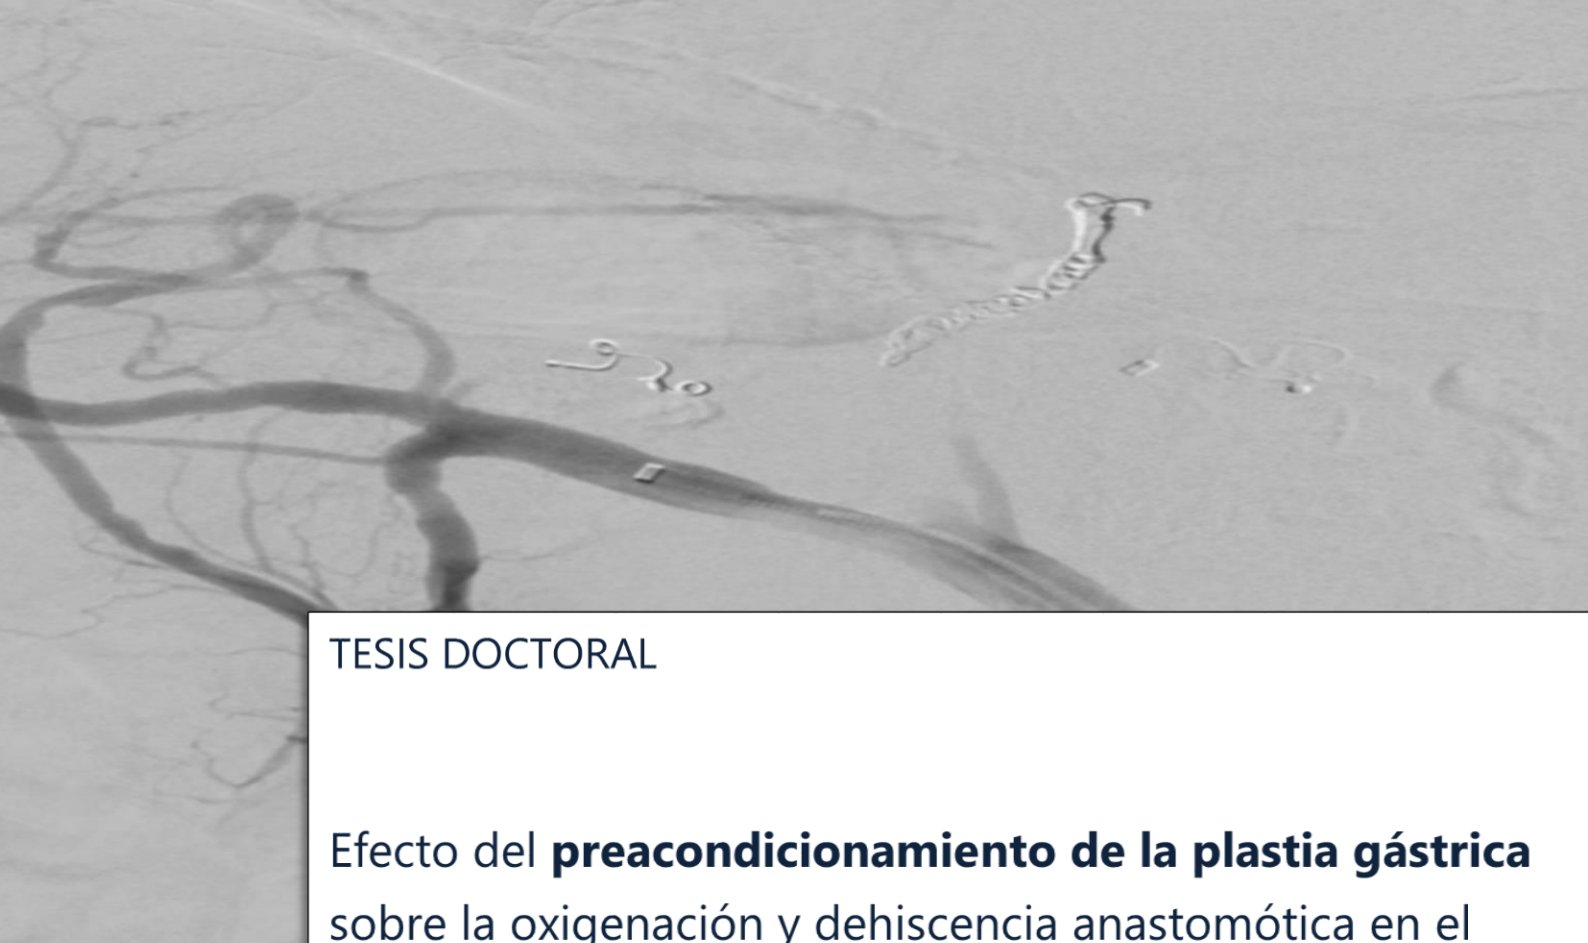 TESIS DOCTORAL
Efecto del preacondicionamiento de la plastia gástrica
sobre la oxigenación y dehiscencia anastomótica en el